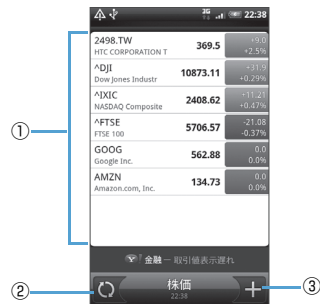 3G 22:38
2498.TW
HTC CORPORATION T
369.5
+9.0
+2.5%
^DJI
Dow Jones Industr
10873.11
+31.9
+0.29%
^IXIC
NASDAQ Composite
2408.62
+11.21
+0.47%
^FTSE
FTSE 100
5706.57
-21.08
-0.37%
GOOG
Google Inc.
562.88
0.0
0.0%
AMZN
Amazon.com, Inc.
134.73
0.0
0.0%
①
Y! 金融 — 取引値表示遅れ
②
株価
22:38
③